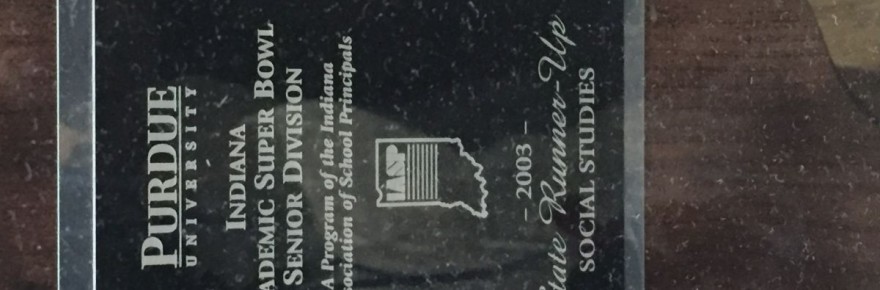 PURDUE
UNIVERSITY
INDIANA
ADEMIC SUPER BOWL
SENIOR DIVISION
A Program of the Indiana
sociation of School Principals
IASP
- 2003 -
tate Runner-Up
SOCIAL STUDIES